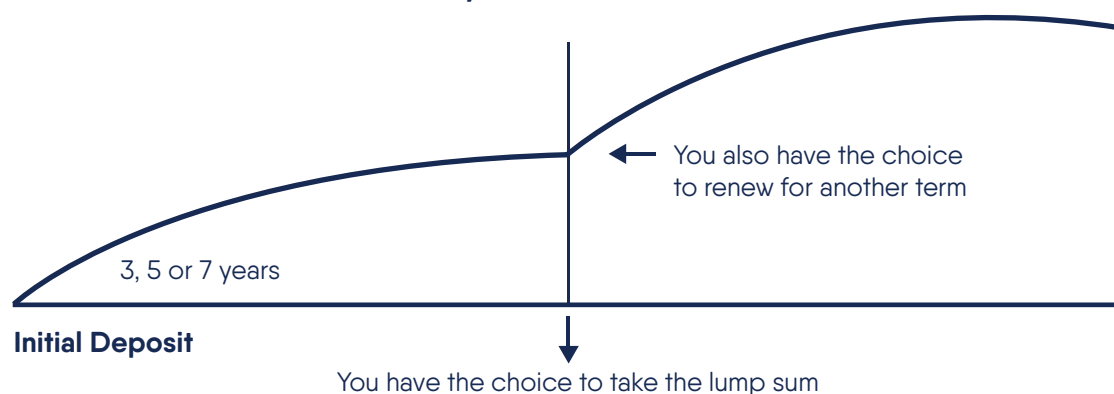 You also have the choice
to renew for another term
3, 5 or 7 years
Initial Deposit
You have the choice to take the lump sum